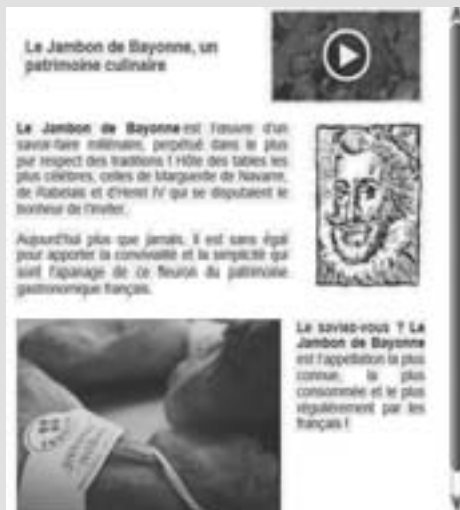 Le Jambon de Bayonne, un
patrimoine culinaire
Le Jambon de Bayonne est l'œuvre d'un
savoir-faire millénaire, perpétué dans le plus
pur respect des traditions ! Hôte des tables les
plus célèbres, celles de Marguerite de Navarre,
de Rabelais et d'Henri IV qui se disputaient le
bonheur de l'inviter.
Aujourd'hui plus que jamais, il est sans égal
pour apporter la convivialité et la simplicité qui
sont l'apanage de ce fleuron du patrimoine
gastronomique français.
Le saviez-vous ? Le
Jambon de Bayonne
est l'appellation la plus
connue, la plus
consommée et le plus
régulièrement par les
français !